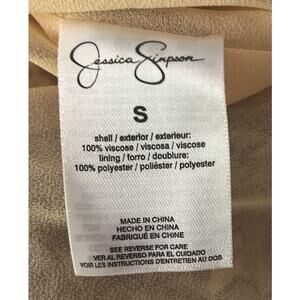 Jessica Simpson
S
shell / exterior / exterieur:
100% viscose / viscosa / viscose
lining / forro / doublure:
100% polyester / poliéster / polyester
MADE IN CHINA
HECHO EN CHINA
FABRIQUÉ EN CHINE
SEE REVERSE FOR CARE
VER AL REVERSO PARA EL CUIDADO
VOIR LES INSTRUCTIONS D'ENTRETIEN AU DOS